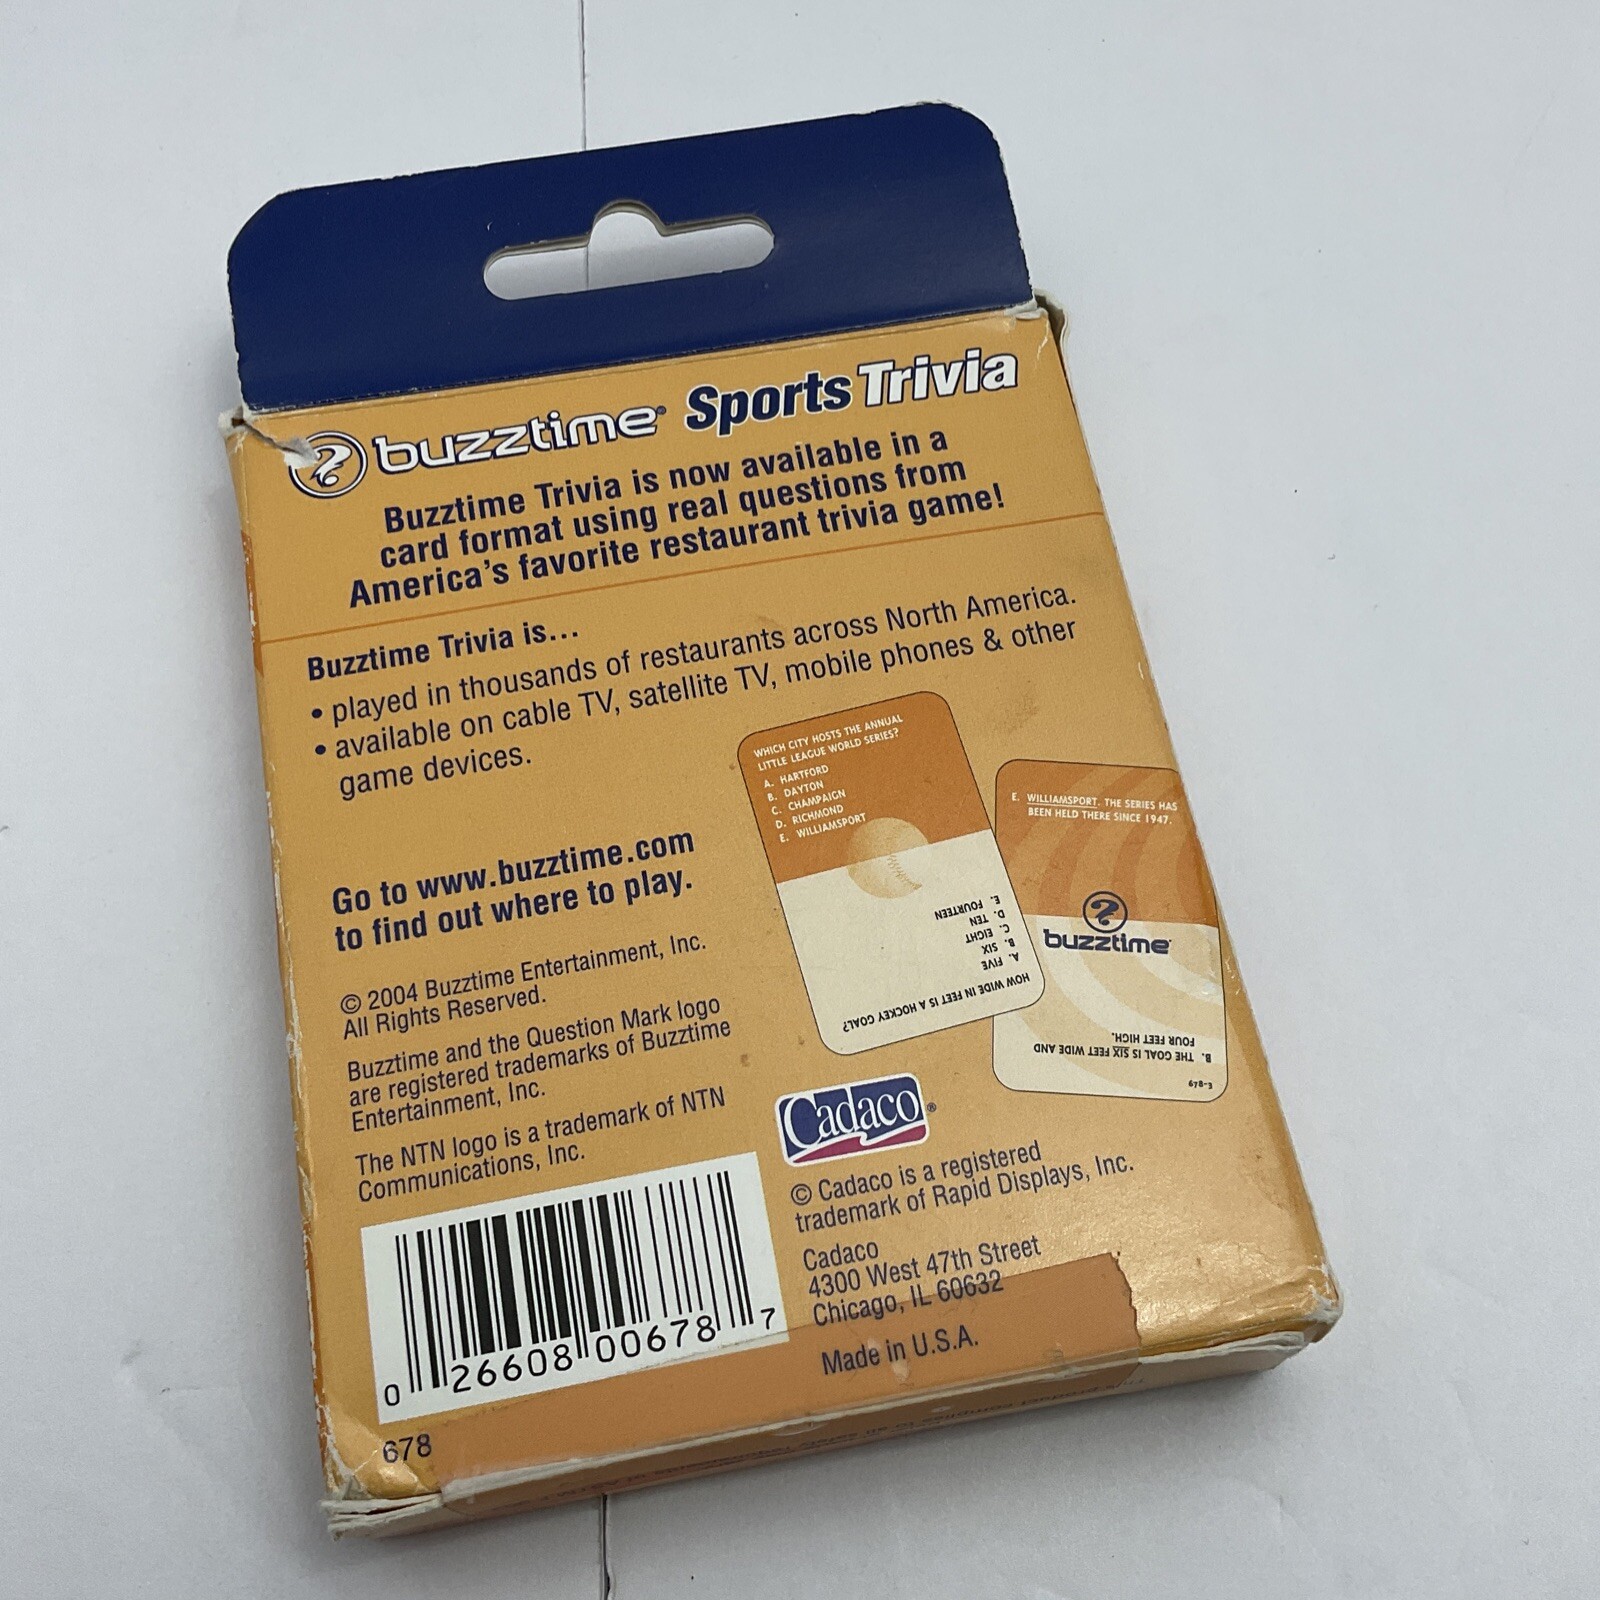 buzztime® Sports Trivia
Buzztime Trivia is now available in a
card format using real questions from
America's favorite restaurant trivia game!
Buzztime Trivia is...
• played in thousands of restaurants across North America.
• available on cable TV, satellite TV, mobile phones & other
game devices.
Go to www.buzztime.com
to find out where to play.
© 2004 Buzztime Entertainment, Inc.
All Rights Reserved.
Buzztime and the Question Mark logo
are registered trademarks of Buzztime
Entertainment, Inc.
The NTN logo is a trademark of NTN
Communications, Inc.
0 26608 00678 7
678
WHICH CITY HOSTS THE ANNUAL
LITTLE LEAGUE WORLD SERIES?
A. HARTFORD
B. DAYTON
C. CHAMPAIGN
D. RICHMOND
E. WILLIAMSPORT
HOW WIDE IN FEET IS A HOCKEY GOAL?
A. FIVE
B. SIX
C. EIGHT
D. TEN
E. FOURTEEN
E. WILLIAMSPORT. THE SERIES HAS
BEEN HELD THERE SINCE 1947.
buzztime
B. THE GOAL IS SIX FEET WIDE AND
FOUR FEET HIGH.
678-3
Cadaco®
© Cadaco is a registered
trademark of Rapid Displays, Inc.
Cadaco
4300 West 47th Street
Chicago, IL 60632
Made in U.S.A.